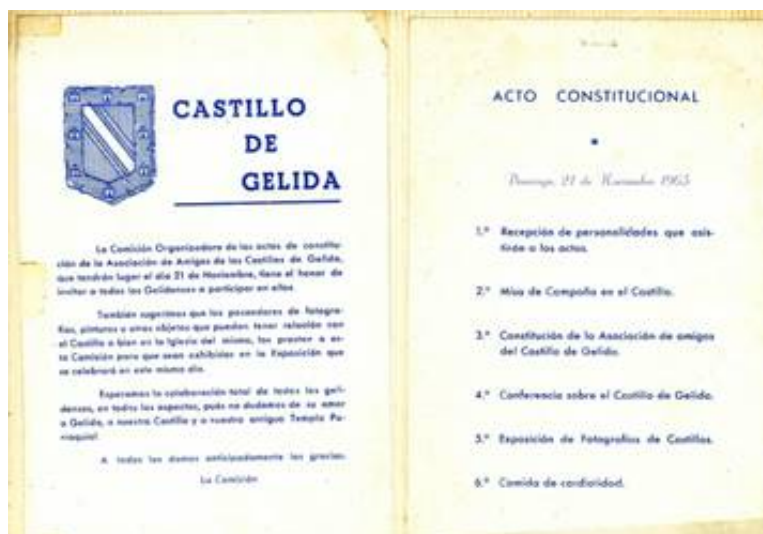 CASTILLO
DE
GELIDA
La Comisión Organizadora de los actos de constitu-
ción de la Asociación de Amigos de los Castillos de Gelida,
que tendrán lugar el día 21 de Noviembre, tiene el honor de
invitar a todos los Gelidenses a participar en ellos.
También sugerimos que los poseedores de fotogra-
fías, pinturas u otros objetos que puedan tener relación con
el Castillo o bien en la Iglesia del mismo, los presten a es-
ta Comisión para que sean exhibidos en la Exposición que
se celebrará en este mismo día.
Esperamos la colaboración total de todos los geli-
denses, en todos los aspectos, pués no dudamos de su amor
a Gelida, a nuestro Castillo y a nuestro antiguo Templo Pa-
rroquial.
A todos les damos anticipadamente las gracias.
La Comisión
ACTO CONSTITUCIONAL
Domingo, 21 de Noviembre 1965
1.º Recepción de personalidades que asis-
tirán a los actos.
2.º Misa de Campaña en el Castillo.
3.º Constitución de la Asociación de amigos
del Castillo de Gelida.
4.º Conferencia sobre el Castillo de Gelida.
5.º Exposición de Fotografías de Castillos.
6.º Comida de cordialidad.